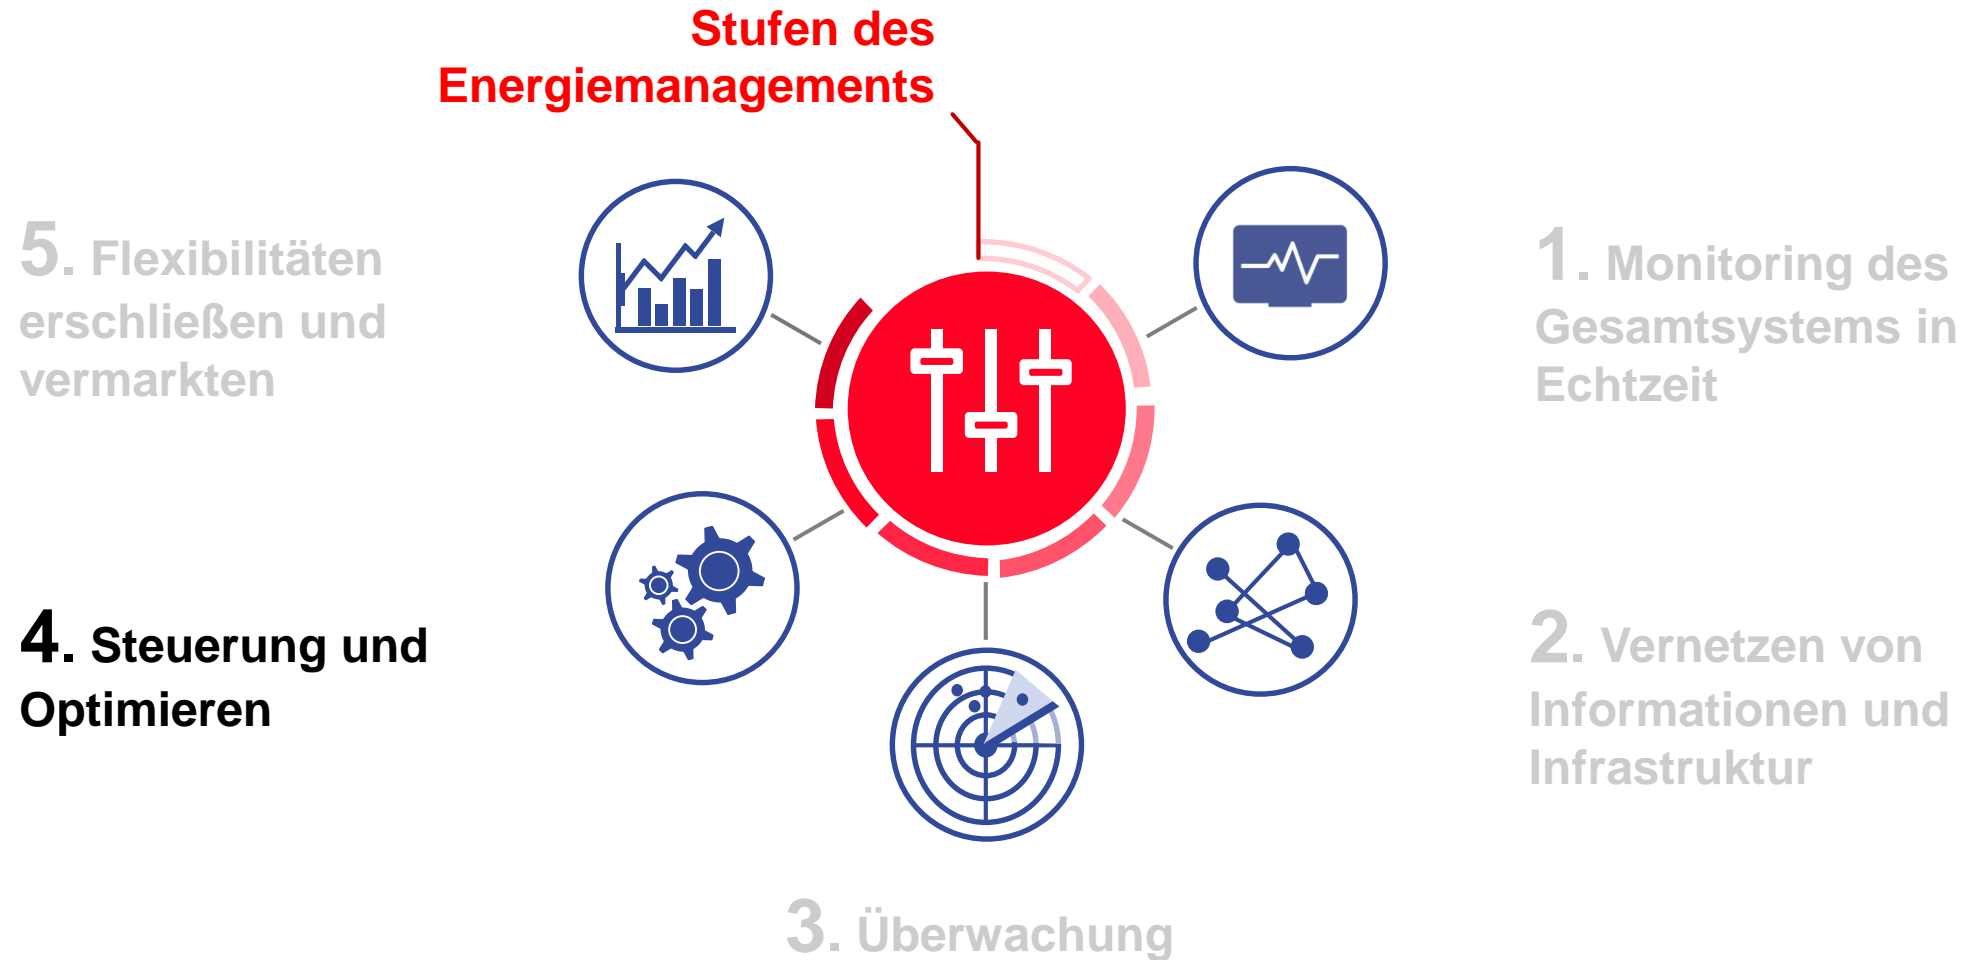 Stufen des
Energiemanagements
1. Monitoring des
Gesamtsystems in
Echtzeit
2. Vernetzen von
Informationen und
Infrastruktur
3. Überwachung
4. Steuerung und
Optimieren
5. Flexibilitäten
erschließen und
vermarkten